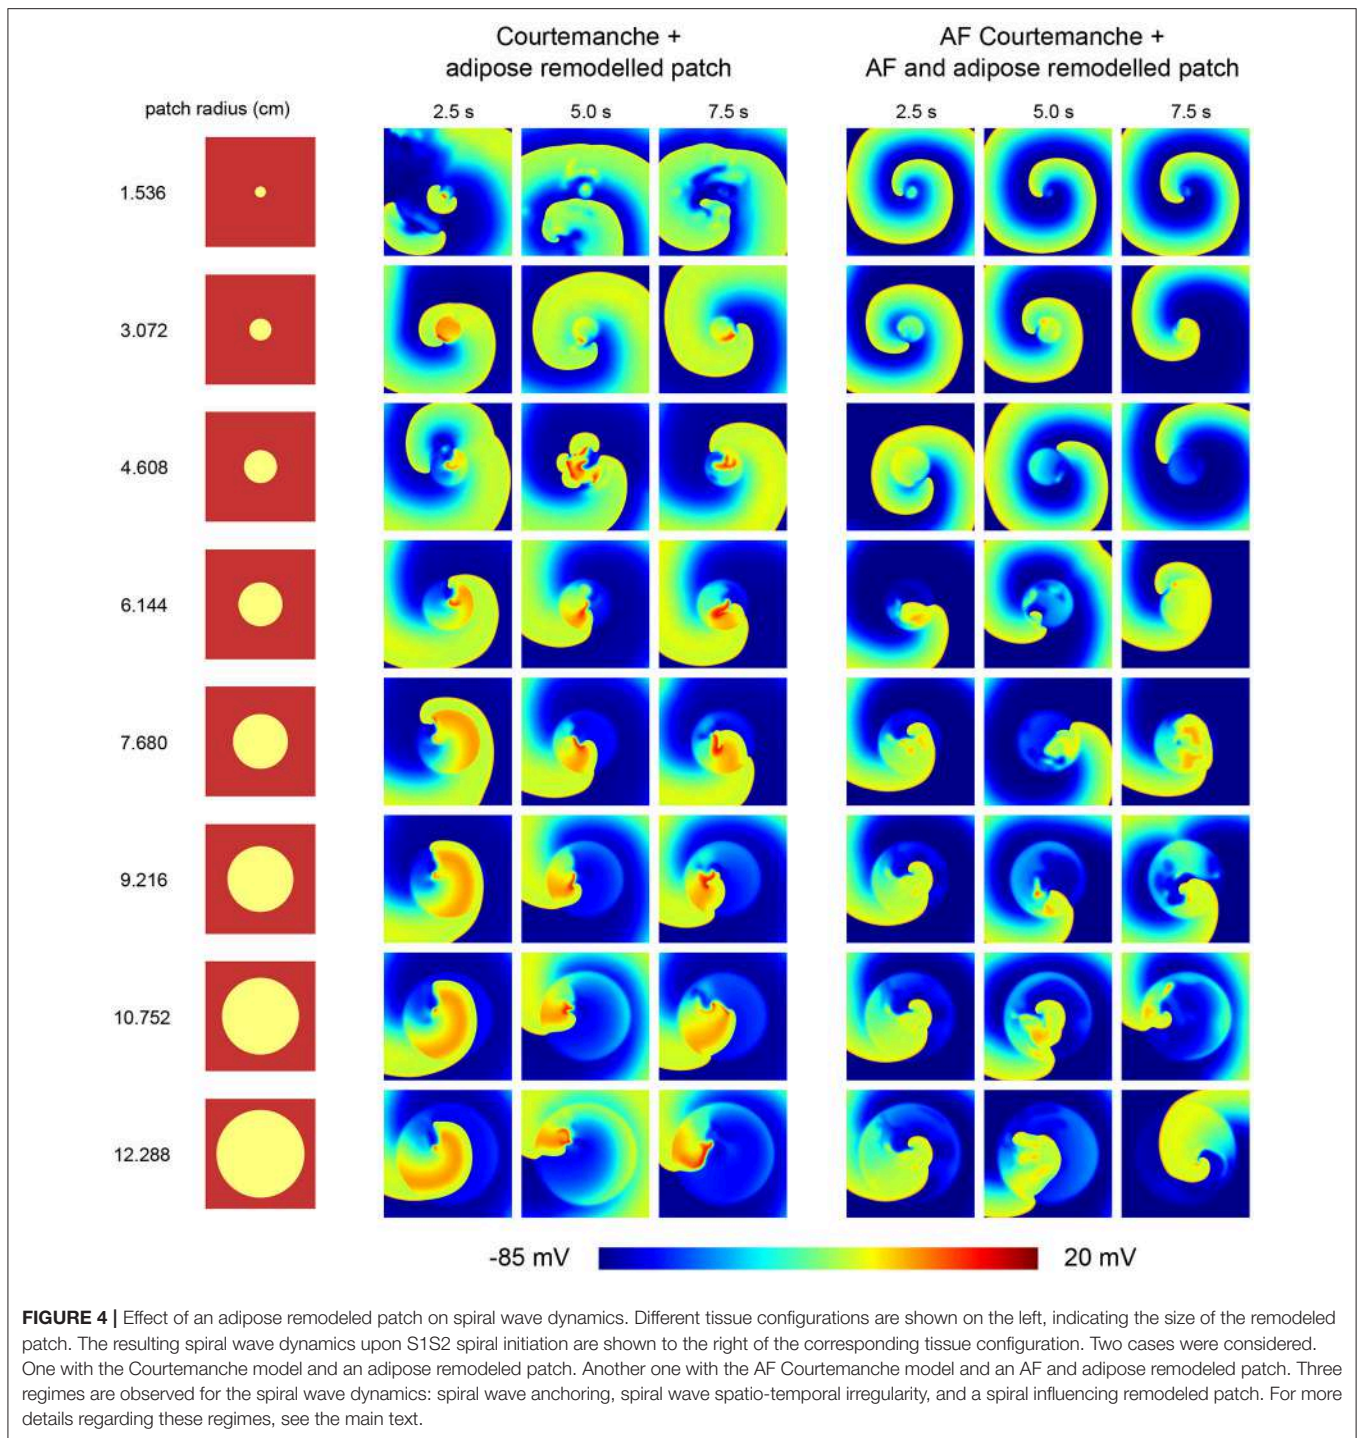 Courtemanche +
adipose remodelled patch
AF Courtemanche +
AF and adipose remodelled patch
patch radius (cm)
2.5 s
5.0 s
7.5 s
2.5 s
5.0 s
7.5 s
1.536
3.072
4.608
6.144
7.680
9.216
10.752
12.288
-85 mV
20 mV
FIGURE 4 | Effect of an adipose remodeled patch on spiral wave dynamics. Different tissue configurations are shown on the left, indicating the size of the remodeled
patch. The resulting spiral wave dynamics upon S1S2 spiral initiation are shown to the right of the corresponding tissue configuration. Two cases were considered.
One with the Courtemanche model and an adipose remodeled patch. Another one with the AF Courtemanche model and an AF and adipose remodeled patch. Three
regimes are observed for the spiral wave dynamics: spiral wave anchoring, spiral wave spatio-temporal irregularity, and a spiral influencing remodeled patch. For more
details regarding these regimes, see the main text.